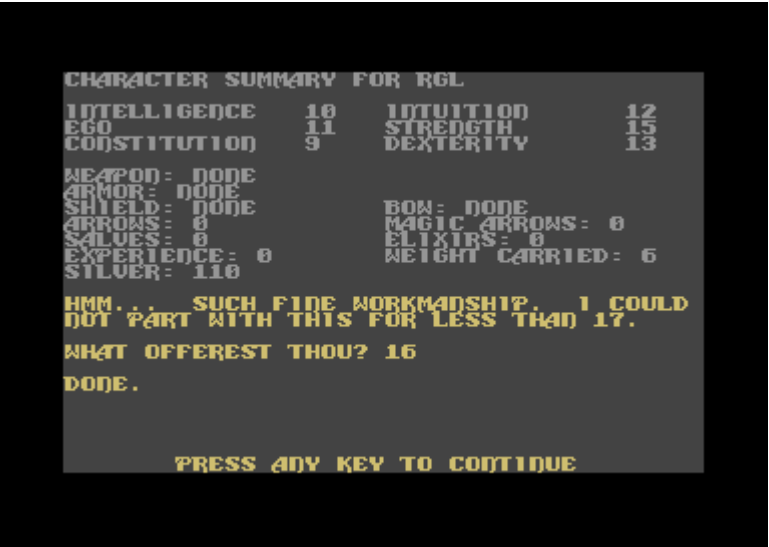 CHARACTER SUMMARY FOR RGL
INTELLIGENCE 10 INTUITION 12
EGO 11 STRENGTH 15
CONSTITUTION 9 DEXTERITY 13
WEAPON: NONE
ARMOR: NONE
SHIELD: NONE BOW: NONE
ARROWS: 0 MAGIC ARROWS: 0
SALVES: 0 ELIXIRS: 0
EXPERIENCE: 0 WEIGHT CARRIED: 6
SILVER: 110
HMM... SUCH FINE WORKMANSHIP. I COULD
NOT PART WITH THIS FOR LESS THAN 17.
WHAT OFFEREST THOU? 16
DONE.
PRESS ANY KEY TO CONTINUE